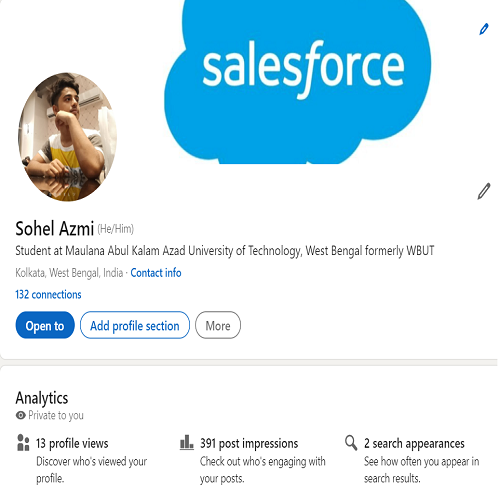 salesforce
Sohel Azmi (He/Him)
Student at Maulana Abul Kalam Azad University of Technology, West Bengal formerly WBUT
Kolkata, West Bengal, India · Contact info
132 connections
Open to Add profile section More
Analytics
Private to you
13 profile views
Discover who's viewed your
profile.
391 post impressions
Check out who's engaging with
your posts.
2 search appearances
See how often you appear in
search results.